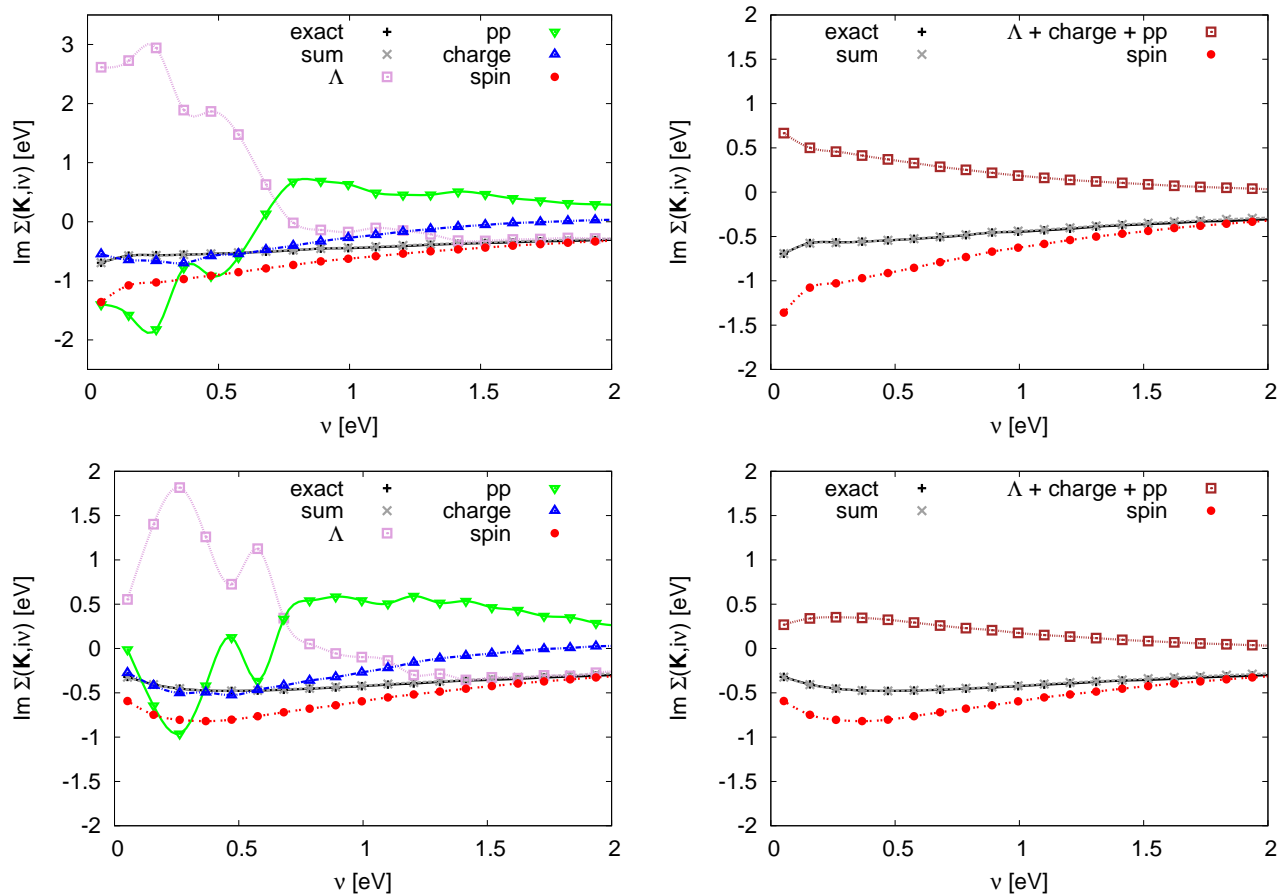 Im Σ(K,iν) [eV]
exact
sum
Λ
pp
charge
spin
3
2
1
0
-1
-2
0
0.5
1
1.5
2
ν [eV]
Im Σ(K,iν) [eV]
exact
sum
Λ + charge + pp
spin
2
1.5
1
0.5
0
-0.5
-1
-1.5
-2
0
0.5
1
1.5
2
ν [eV]
Im Σ(K,iν) [eV]
exact
sum
Λ
pp
charge
spin
2
1.5
1
0.5
0
-0.5
-1
-1.5
-2
0
0.5
1
1.5
2
ν [eV]
Im Σ(K,iν) [eV]
exact
sum
Λ + charge + pp
spin
2
1.5
1
0.5
0
-0.5
-1
-1.5
-2
0
0.5
1
1.5
2
ν [eV]